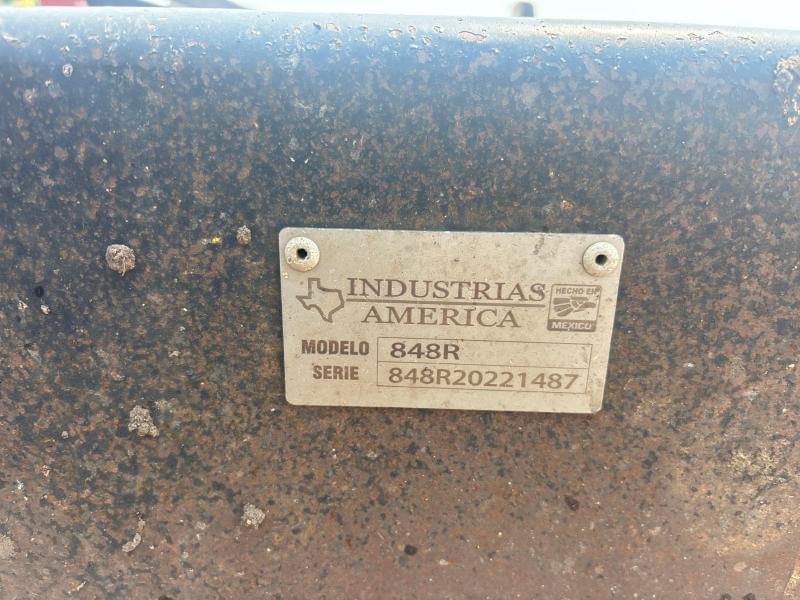 INDUSTRIAS
AMERICA
HECHO EN
MEXICO
MODELO 848R
SERIE 848R20221487